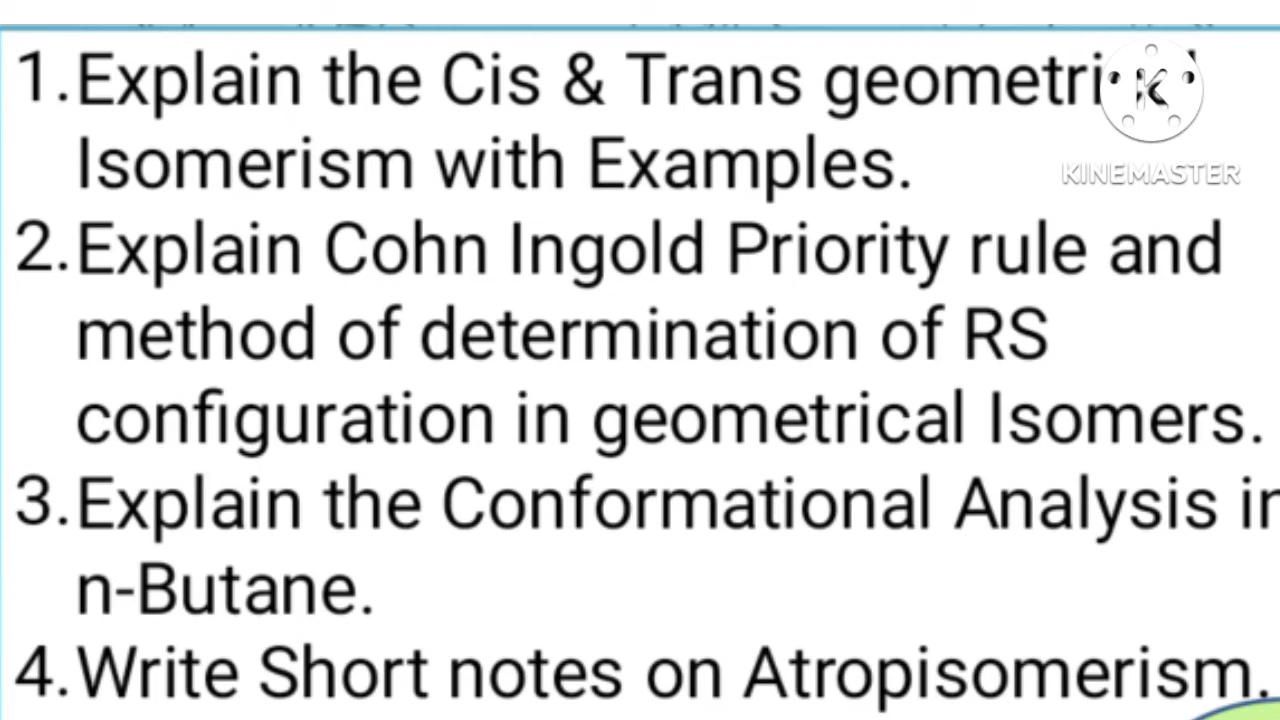 1. Explain the Cis & Trans
KINEMASTER
Isomerism with Examples.
2. Explain Cohn Ingold Priority rule and
method of determination of RS
configuration in geometrical Isomers.
3. Explain the Conformational Analysis
n-Butane.
4. Write Short notes on Atropisomerism.